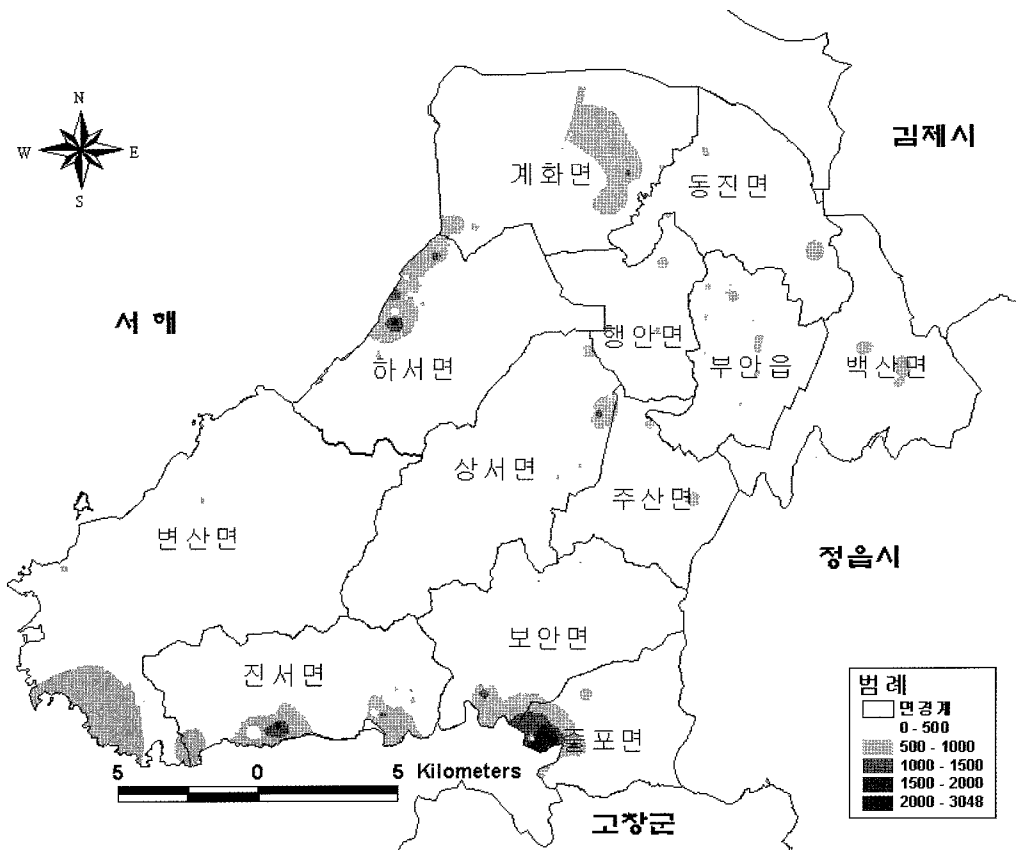 N
W E
S
김제시
계화면
동진면
서 해
행안면
하서면
부안읍
백산면
상서면
주산면
변산면
정읍시
보안면
진서면
범 례
면경계
0 - 500
500 - 1000
1000 - 1500
1500 - 2000
2000 - 3048
포면
5 0 5 Kilometers
고창군